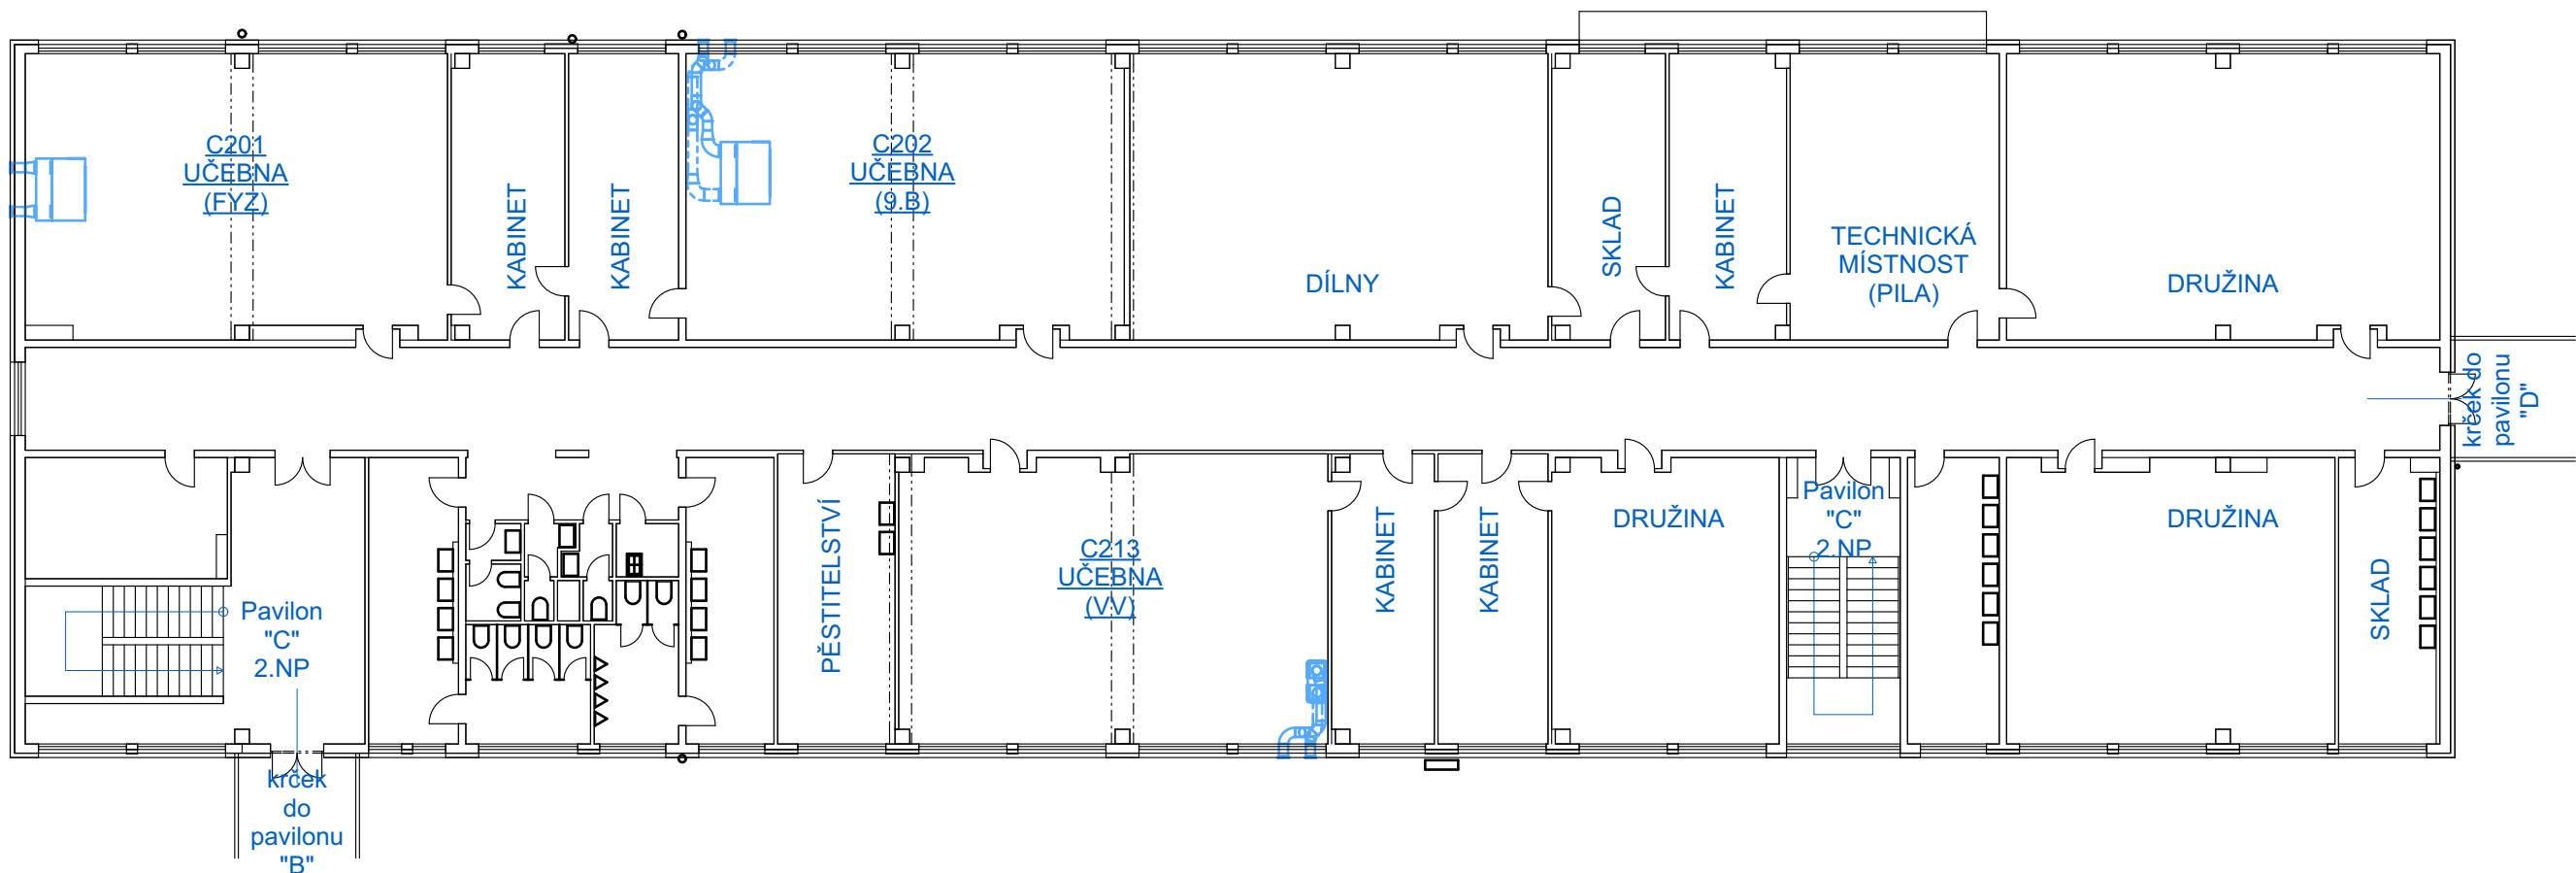 C201
UČEBNA
(FYZ)
KABINET
KABINET
C202
UČEBNA
(9.B)
DÍLNY
SKLAD
KABINET
TECHNICKÁ
MÍSTNOST
(PILA)
DRUŽINA
krček do
pavilonu
"D"
Pavilon
"C"
2.NP
krček
do
pavilonu
"B"
PĚSTITELSTVÍ
C213
UČEBNA
(VV)
KABINET
KABINET
DRUŽINA
Pavilon
"C"
2.NP
DRUŽINA
SKLAD